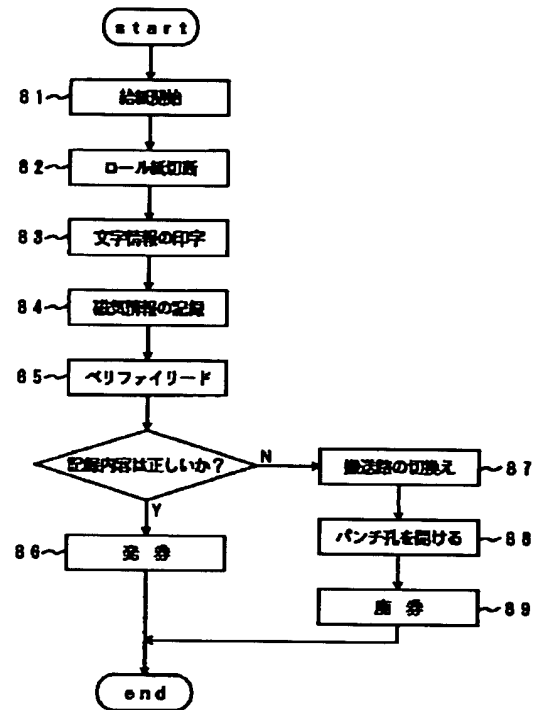 start
81 給紙開始
82 ロール紙切断
83 文字情報の印字
84 磁気情報の記録
85 ベリファイリード
記録内容は正しいか？
N
搬送路の切換え 87
Y
86 発 券
パンチ孔を開ける 88
廃 券 89
end